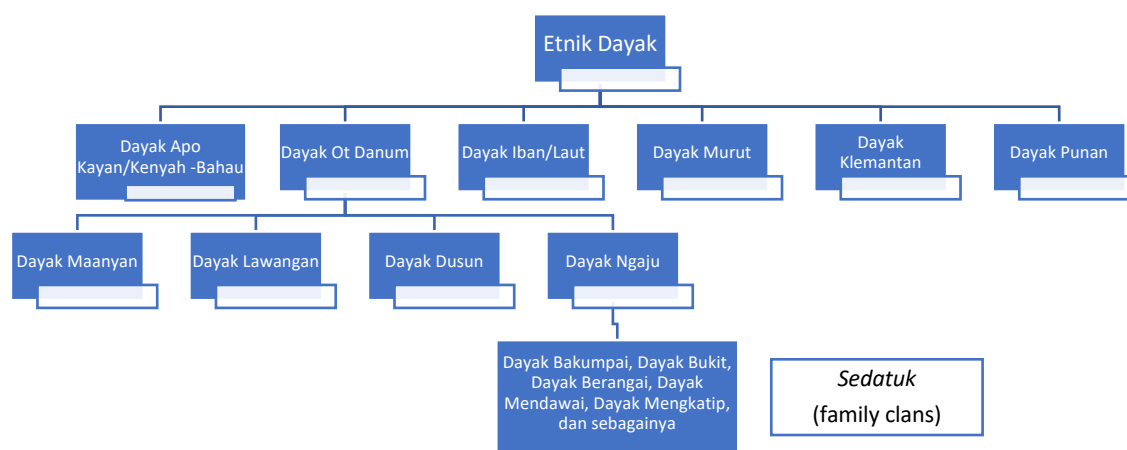 Etnik Dayak
Dayak Apo
Kayan/Kenyah -Bahau
Dayak Ot Danum
Dayak Iban/Laut
Dayak Murut
Dayak
Klemantan
Dayak Punan
Dayak Maanyan
Dayak Lawangan
Dayak Dusun
Dayak Ngaju
Dayak Bakumpai, Dayak Bukit,
Dayak Berangai, Dayak
Mendawai, Dayak Mengkatip,
dan sebagainya
Sedatuk
(family clans)